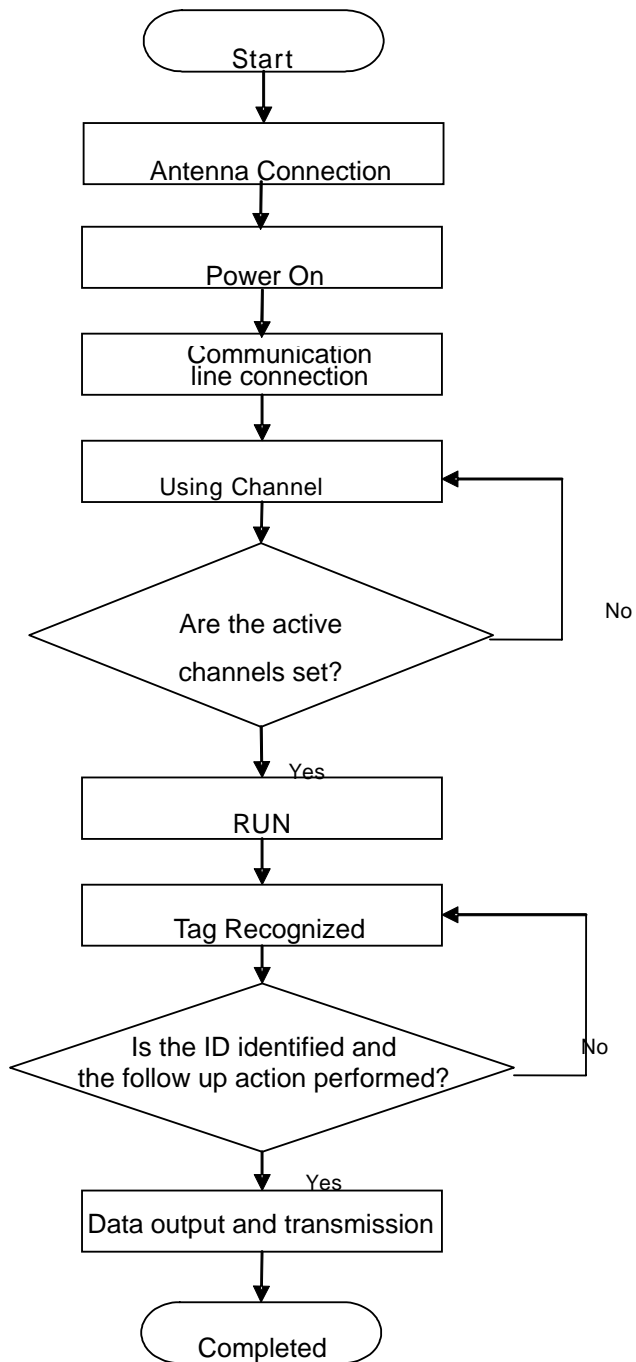 Start
Antenna Connection
Power On
Communication
line connection
Using Channel
Are the active
channels set?
No
Yes
RUN
Tag Recognized
Is the ID identified and
the follow up action performed?
No
Yes
Data output and transmission
Completed